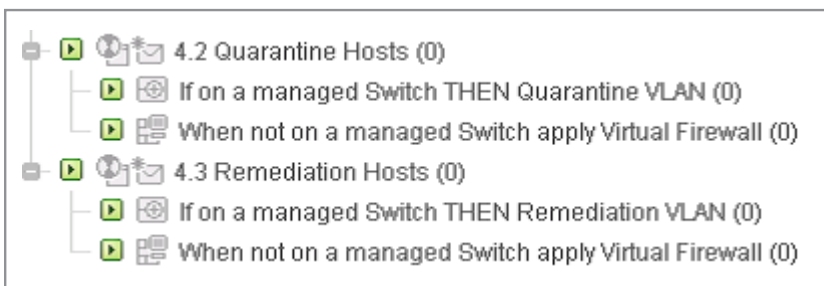 4.2 Quarantine Hosts (0)
If on a managed Switch THEN Quarantine VLAN (0)
When not on a managed Switch apply Virtual Firewall (0)
4.3 Remediation Hosts (0)
If on a managed Switch THEN Remediation VLAN (0)
When not on a managed Switch apply Virtual Firewall (0)